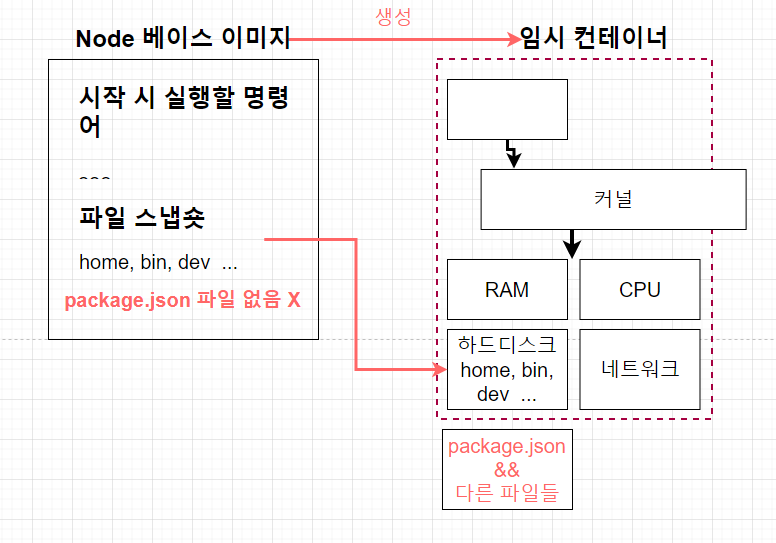 생성
Node 베이스 이미지
임시 컨테이너
시작 시 실행할 명령
어
파일 스냅숏
home, bin, dev ...
package.json 파일 없음 X
커널
RAM
CPU
하드디스크
home, bin,
dev ...
네트워크
package.json
&&
다른 파일들